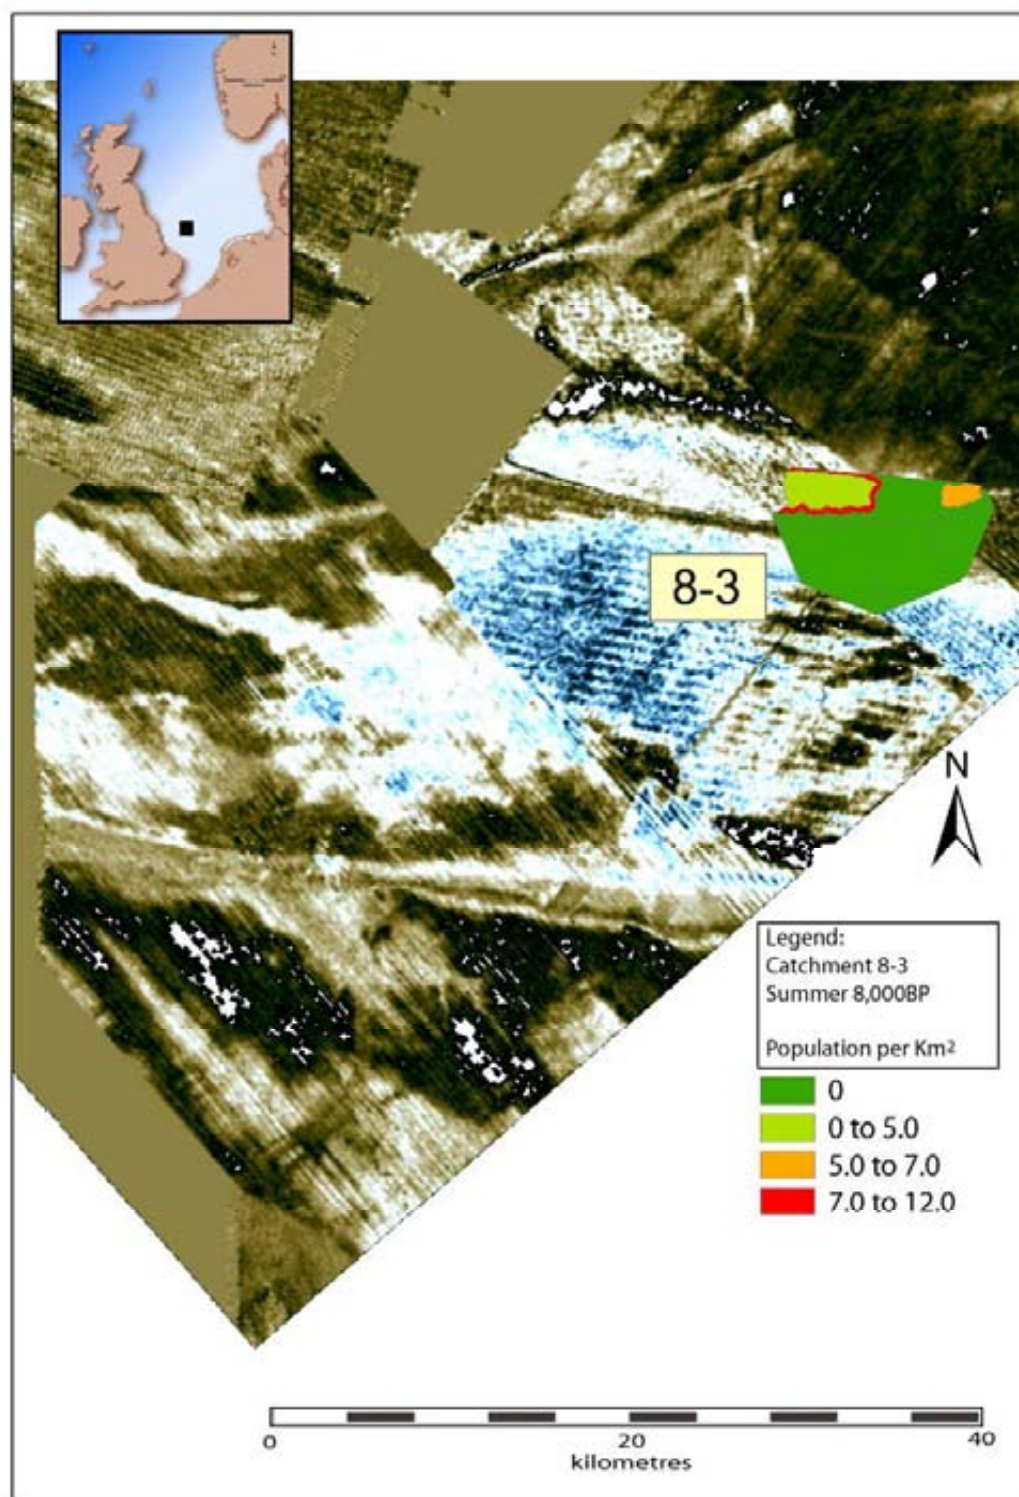 8-3
N
Legend:
Catchment 8-3
Summer 8,000BP
Population per Km2
0
0 to 5.0
5.0 to 7.0
7.0 to 12.0
0 20 40
kilometres